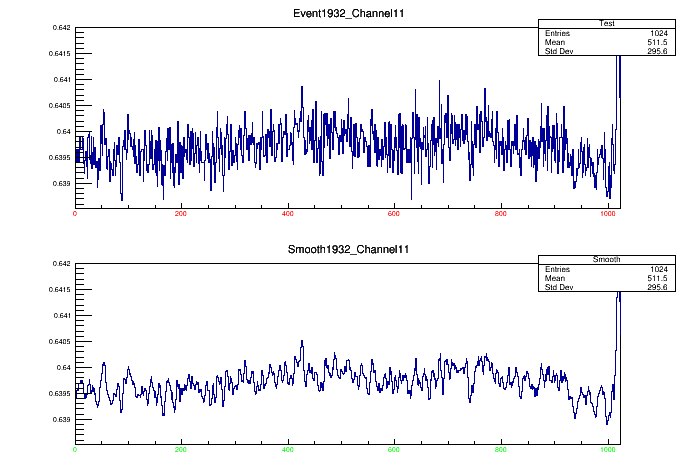 Event1932_Channel11
Test
Entries 1024
Mean 511.5
Std Dev 295.6
0.642
0.6415
0.641
0.6405
0.64
0.6395
0.639
0 200 400 600 800 1000
Smooth1932_Channel11
Smooth
Entries 1024
Mean 511.5
Std Dev 295.6
0.642
0.6415
0.641
0.6405
0.64
0.6395
0.639
0 200 400 600 800 1000